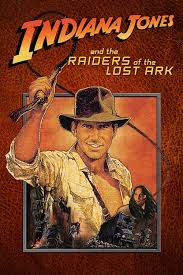 INDIANA JONES
and the
RAIDERS of the
LOST ARK